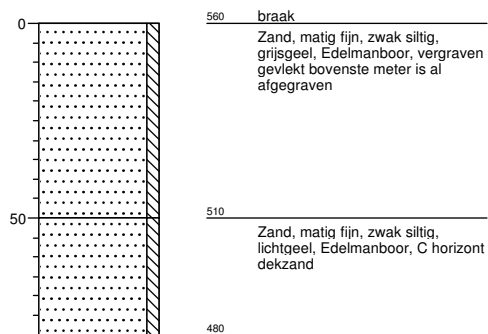 0
560 braak
Zand, matig fijn, zwak siltig,
grijsgeel, Edelmanboor, vergraven
gevlekt bovenste meter is al
afgegraven
50
510
Zand, matig fijn, zwak siltig,
lichtgeel, Edelmanboor, C horizont
dekzand
480